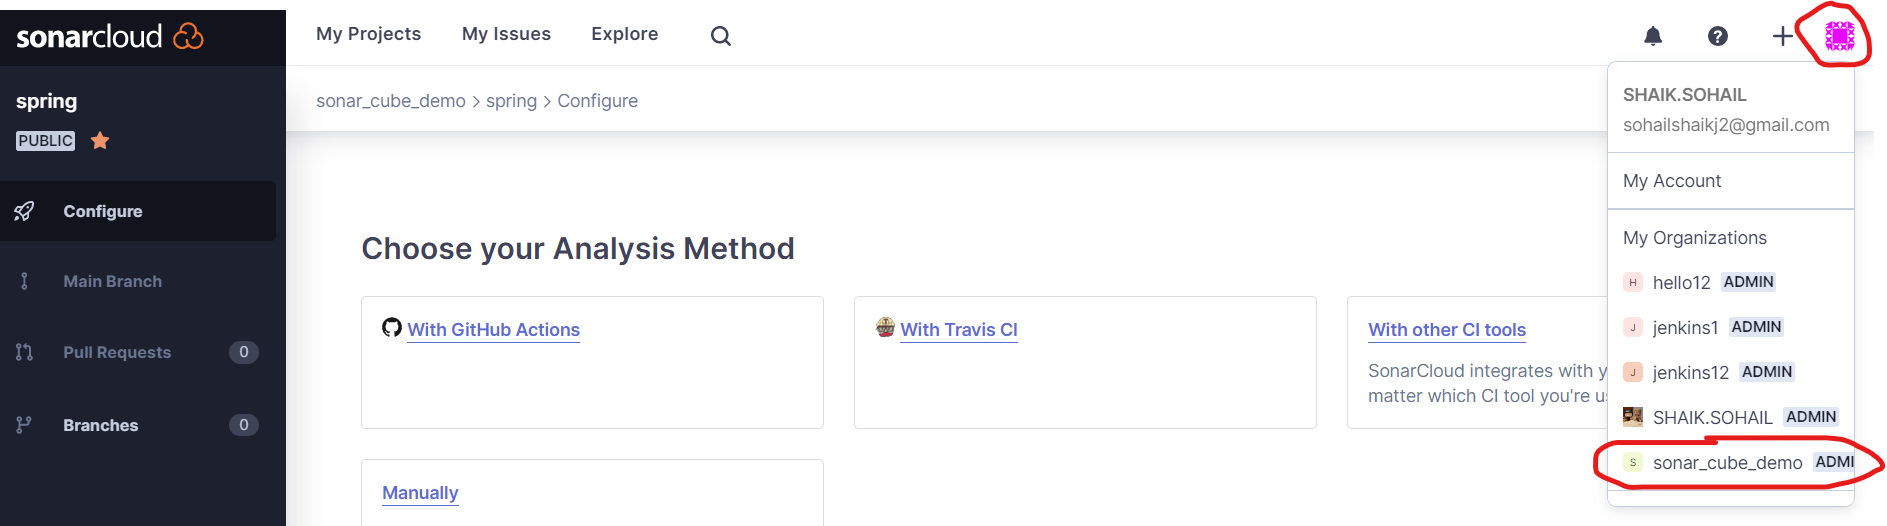 sonarcloud
My Projects My Issues Explore
spring
PUBLIC
Configure
Main Branch
Pull Requests 0
Branches 0
sonar_cube_demo > spring > Configure
Choose your Analysis Method
With GitHub Actions
With Travis CI
With other CI tools
SonarCloud integrates with y
matter which CI tool you're u
Manually
SHAIK.SOHAIL
sohailshaikj2@gmail.com
My Account
My Organizations
H hello12 ADMIN
J jenkins1 ADMIN
J jenkins12 ADMIN
SHAIK.SOHAIL ADMIN
S sonar_cube_demo ADMI